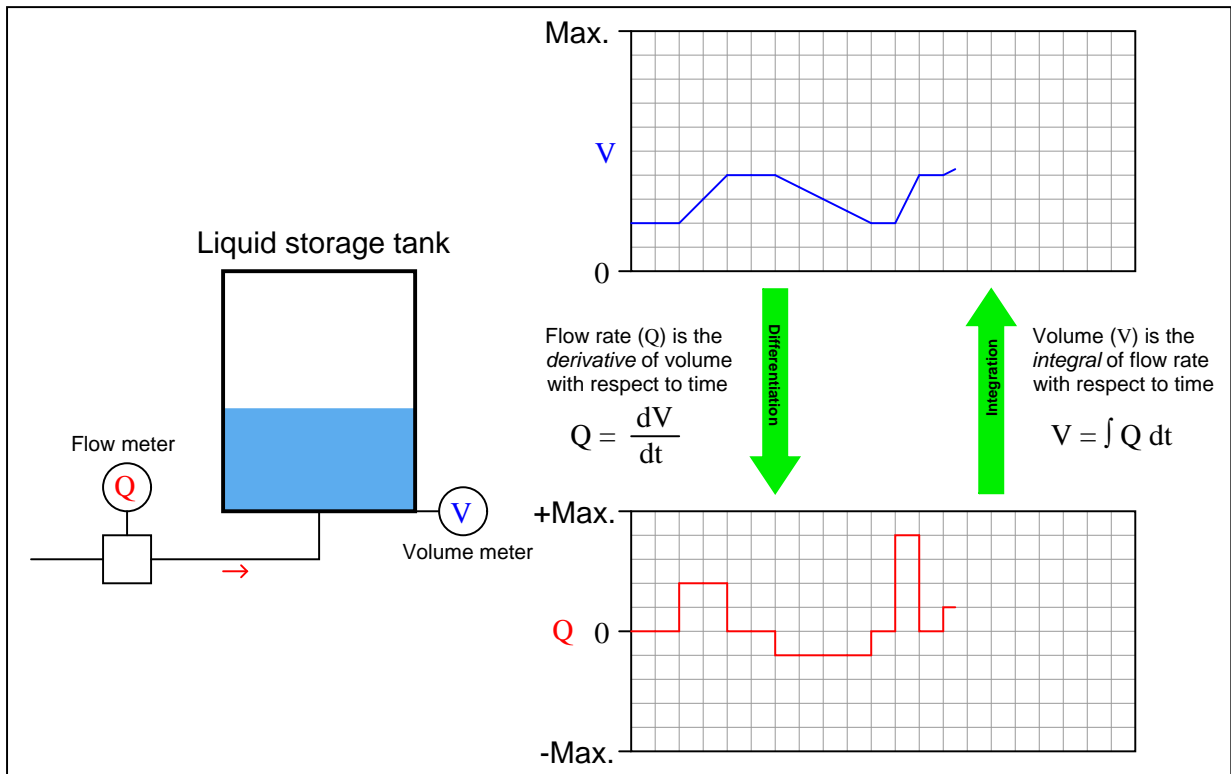 Max.
V
0
Liquid storage tank
Flow meter
Q
V
Volume meter
Flow rate (Q) is the
derivative of volume
with respect to time
Q = dV
dt
Differentiation
Integration
Volume (V) is the
integral of flow rate
with respect to time
V = ∫ Q dt
+Max.
Q 0
-Max.